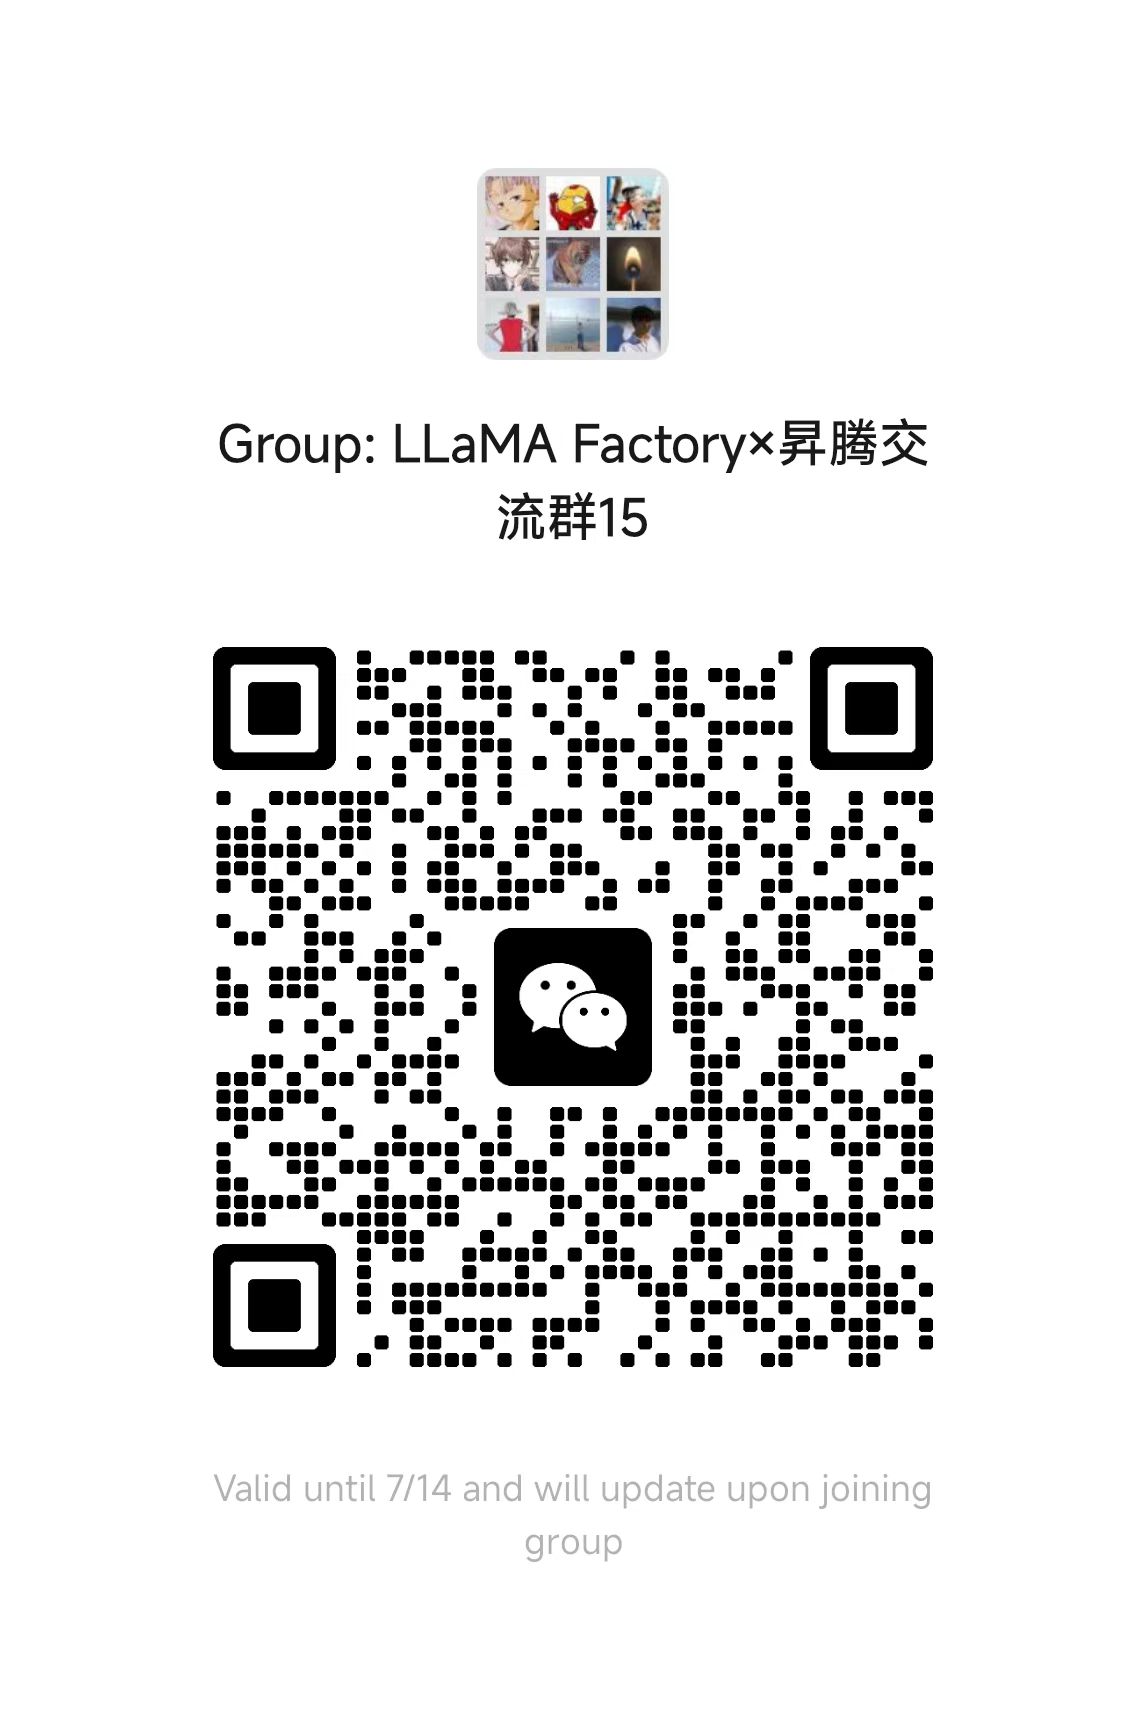 Group: LLaMA Factory×昇腾交
流群15
Valid until 7/14 and will update upon joining
group